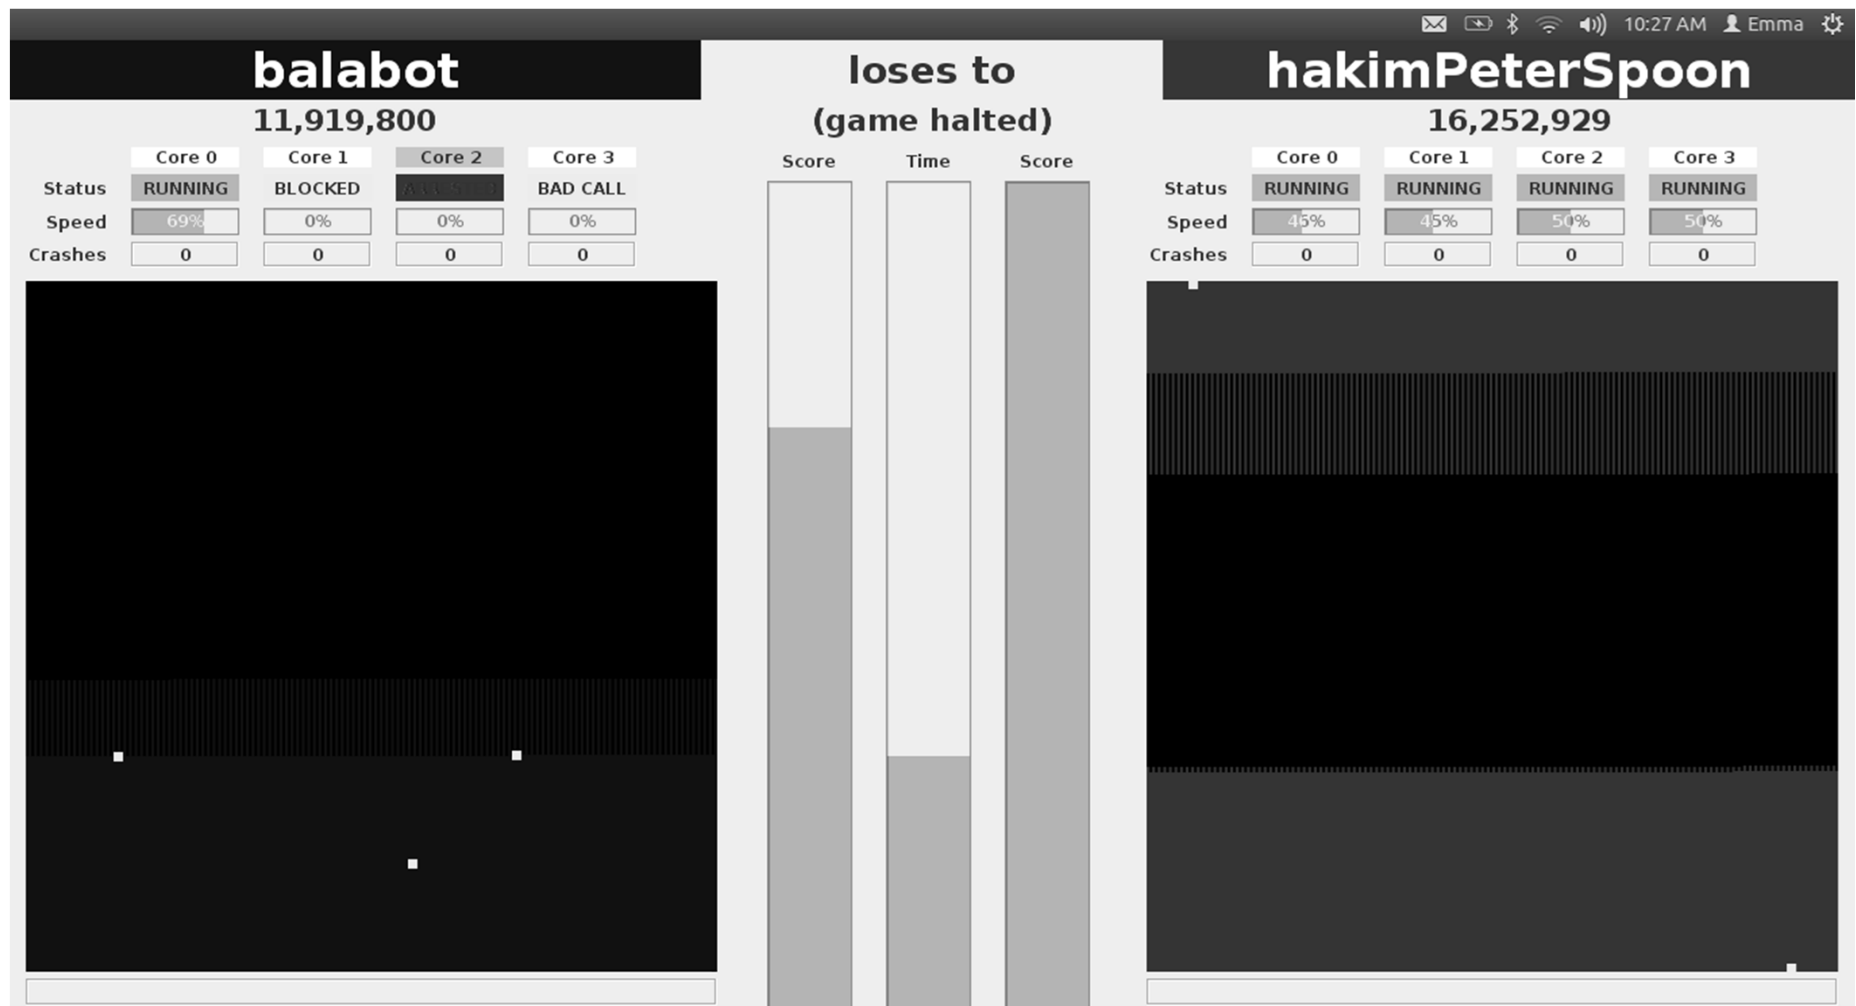 10:27 AM Emma
balabot loses to hakimPeterSpoon
11,919,800 (game halted) 16,252,929
Core 0 Core 1 Core 2 Core 3 Score Time Score Core 0 Core 1 Core 2 Core 3
Status RUNNING BLOCKED BAD CALL Status RUNNING RUNNING RUNNING RUNNING
Speed 69% 0% 0% 0% Speed 46% 45% 50% 50%
Crashes 0 0 0 0 Crashes 0 0 0 0